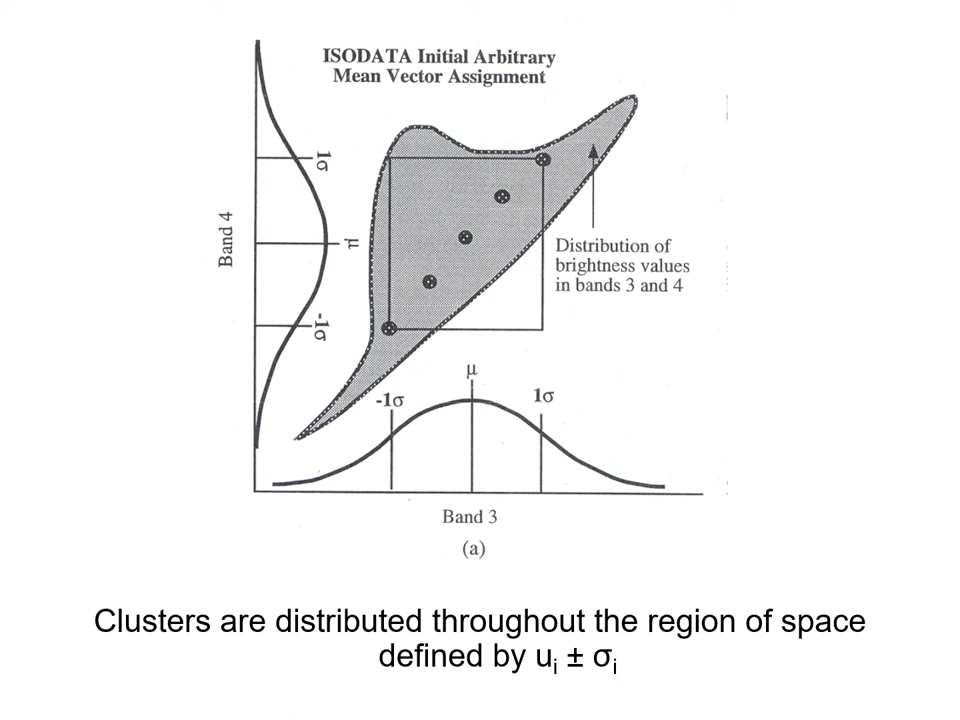 ISODATA Initial Arbitrary
Mean Vector Assignment
1σ
μ
-1σ
Band 4
Distribution of
brightness values
in bands 3 and 4
μ
-1σ
1σ
Band 3
(a)
Clusters are distributed throughout the region of space
defined by uᵢ ± σᵢ